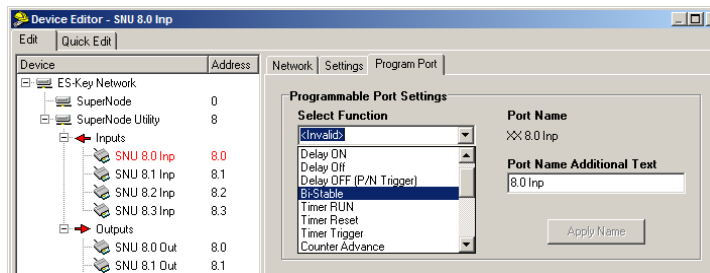 Device Editor - SNU 8.0 Inp
Edit Quick Edit
Device Address
ES-Key Network
SuperNode 0
SuperNode Utility 8
Inputs
SNU 8.0 Inp 8.0
SNU 8.1 Inp 8.1
SNU 8.2 Inp 8.2
SNU 8.3 Inp 8.3
Outputs
SNU 8.0 Out 8.0
SNU 8.1 Out 8.1
Network Settings Program Port
Programmable Port Settings
Select Function
<Invalid>
Delay ON
Delay Off
Delay OFF (P/N Trigger)
Bi-Stable
Timer RUN
Timer Reset
Timer Trigger
Counter Advance
Port Name
XX 8.0 Inp
Port Name Additional Text
8.0 Inp
Apply Name